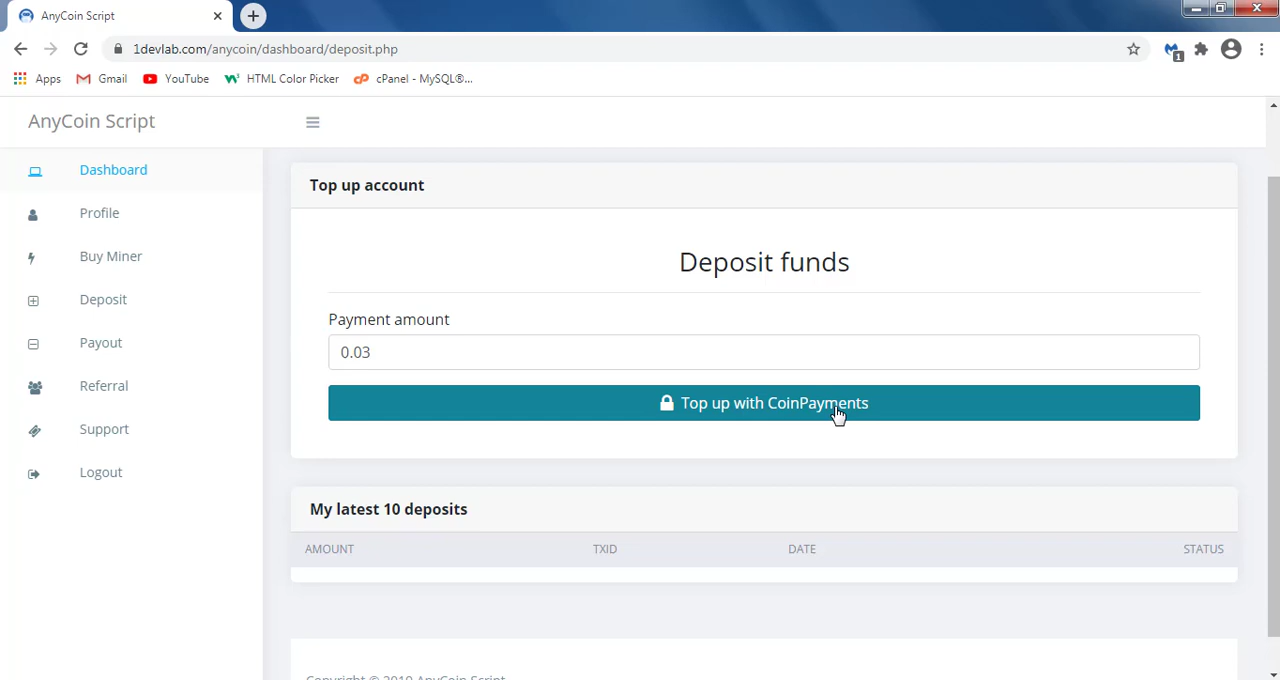 AnyCoin Script
1devlab.com/anycoin/dashboard/deposit.php
1
Apps
Gmail
YouTube
HTML Color Picker
cPanel - MySQL®...
AnyCoin Script
Dashboard
Profile
Buy Miner
Deposit
Payout
Referral
Support
Logout
Top up account
Deposit funds
Payment amount
0.03
Top up with CoinPayments
My latest 10 deposits
AMOUNT TXID DATE STATUS
Copyright © 2019 AnyCoin Script